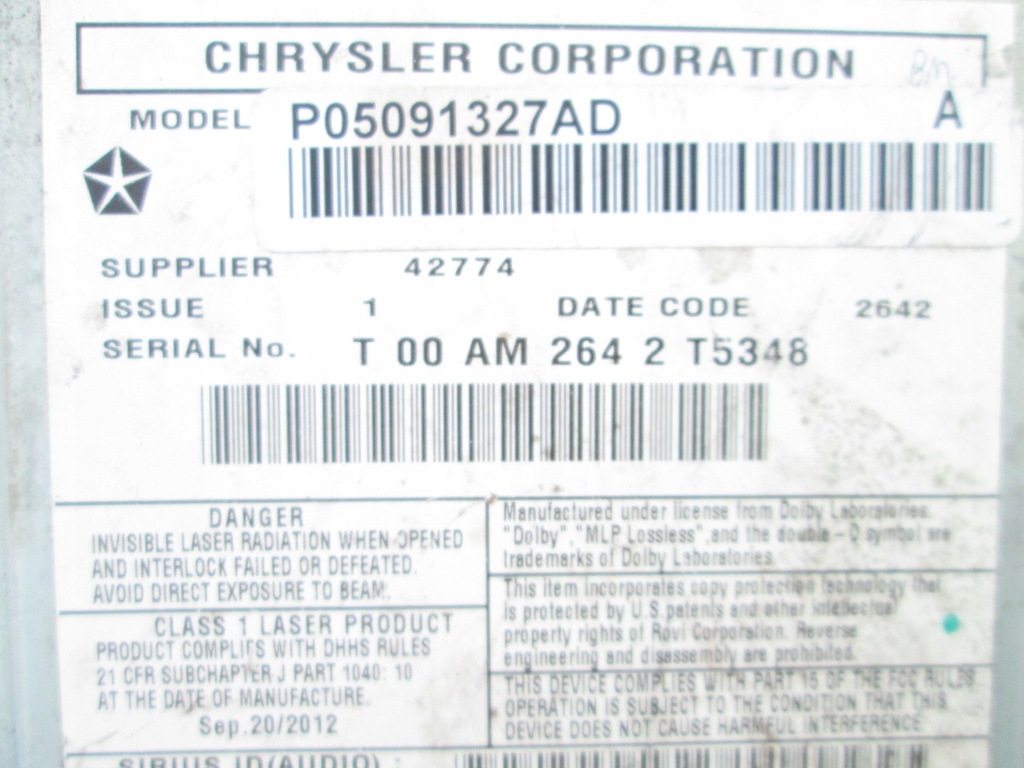 CHRYSLER CORPORATION
MODEL P05091327AD A
SUPPLIER 42774
ISSUE 1 DATE CODE 2642
SERIAL No. T 00 AM 264 2 T5348
DANGER
INVISIBLE LASER RADIATION WHEN OPENED
AND INTERLOCK FAILED OR DEFEATED.
AVOID DIRECT EXPOSURE TO BEAM.
CLASS 1 LASER PRODUCT
PRODUCT COMPLIES WITH DHHS RULES
21 CFR SUBCHAPTER J PART 1040: 10
AT THE DATE OF MANUFACTURE.
Sep.20/2012
Manufactured under license from Dolby Laboratories.
"Dolby","MLP Lossless",and the double-D symbol are
trademarks of Dolby Laboratories.
This item incorporates copy protection technology that
is protected by U.S.patents and other intellectual
property rights of Rovi Corporation. Reverse
engineering and disassembly are prohibited.
THIS DEVICE COMPLIES WITH PART 15 OF THE FCC RULES
OPERATION IS SUBJECT TO THE CONDITION THAT THIS
DEVICE DOES NOT CAUSE HARMFUL INTERFERENCE
SIRIUS ID(AUDIO) :